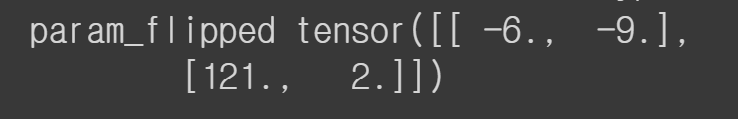 param_flipped tensor([[ -6.,  -9.],
        [121.,   2.]])